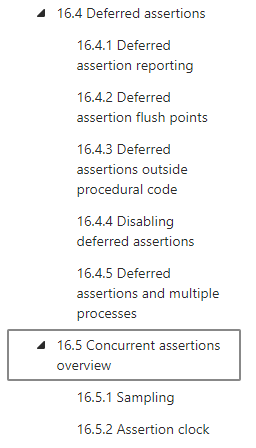 16.4 Deferred assertions
16.4.1 Deferred
assertion reporting
16.4.2 Deferred
assertion flush points
16.4.3 Deferred
assertions outside
procedural code
16.4.4 Disabling
deferred assertions
16.4.5 Deferred
assertions and multiple
processes
16.5 Concurrent assertions
overview
16.5.1 Sampling
16.5.2 Assertion clock